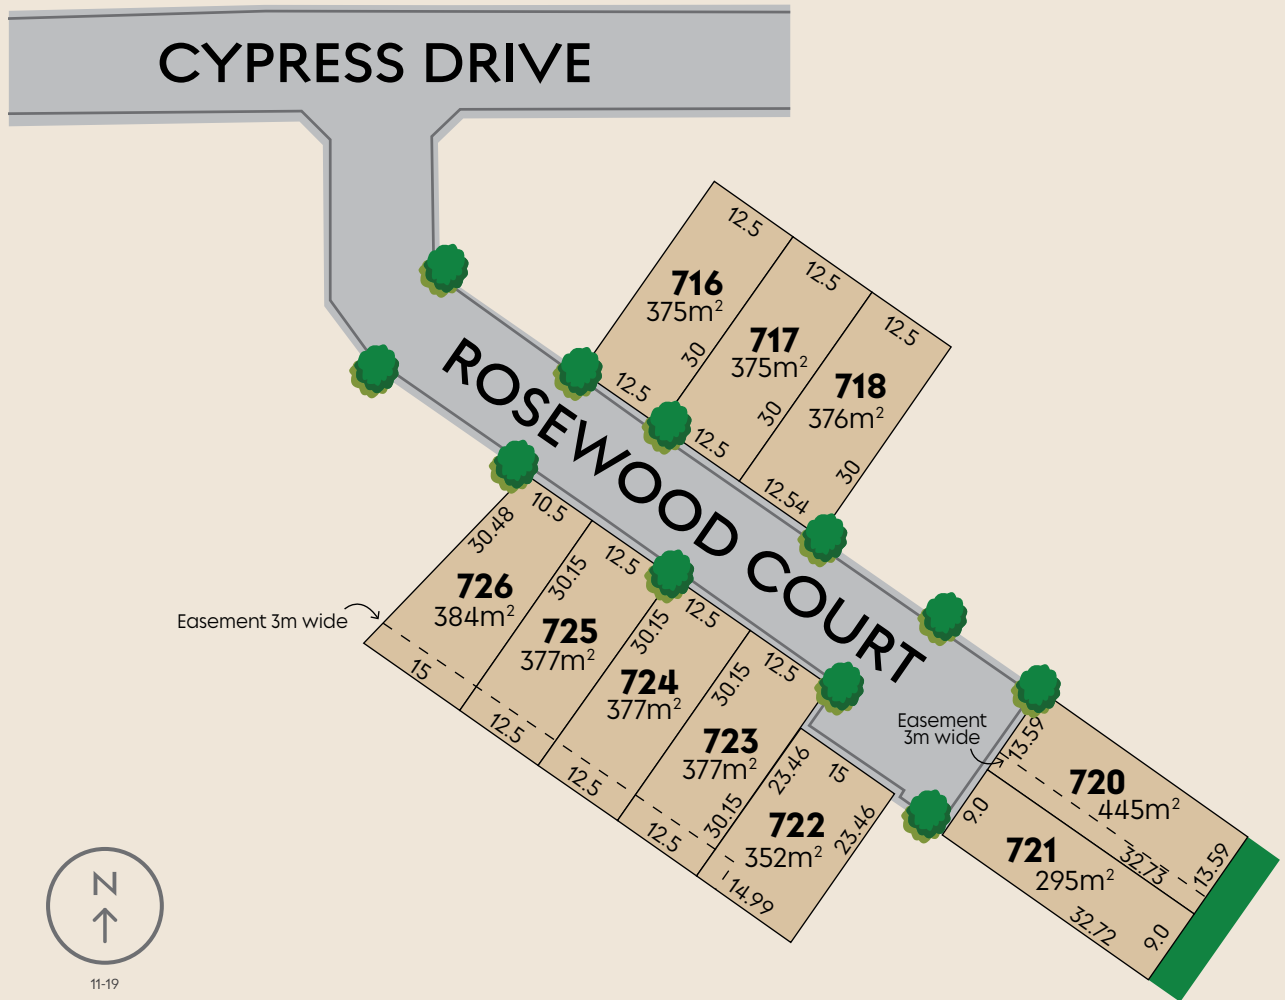 CYPRESS DRIVE
ROSEWOOD COURT
12.5
716
375m²
30
12.5
12.5
717
375m²
30
12.5
12.5
718
376m²
30
12.54
10.5
30.48
726
384m²
15
Easement 3m wide
12.5
30.15
725
377m²
12.5
12.5
30.15
724
377m²
12.5
12.5
30.15
723
377m²
30.15
12.5
15
23.46
722
352m²
23.46
14.99
Easement
3m wide
13.59
720
445m²
32.73
13.59
9.0
721
295m²
32.72
9.0
N
11-19